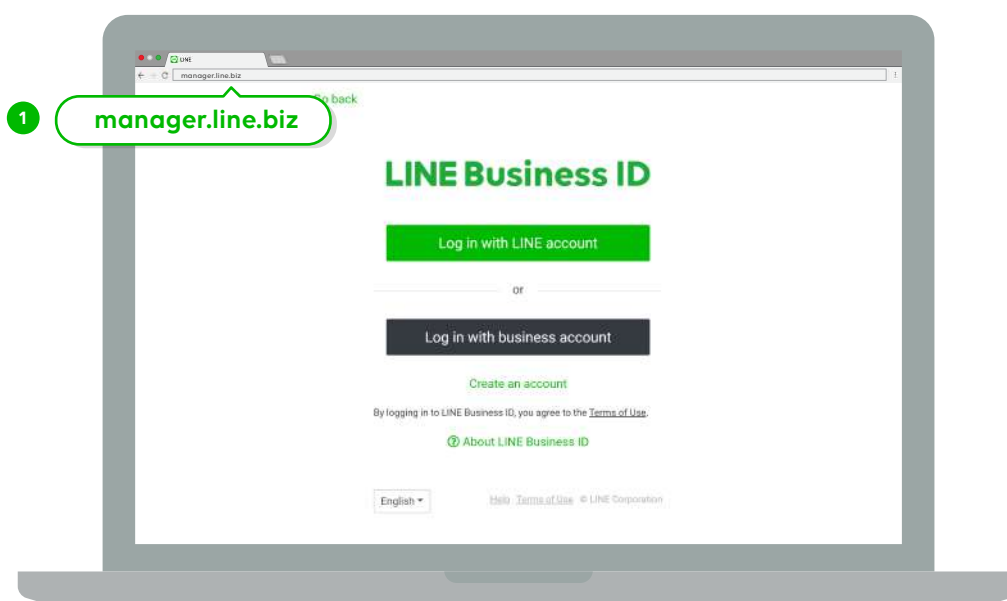 LINE
manager.line.biz
Go back
1
manager.line.biz
LINE Business ID
Log in with LINE account
or
Log in with business account
Create an account
By logging in to LINE Business ID, you agree to the Terms of Use.
? About LINE Business ID
English
Help Terms of Use © LINE Corporation